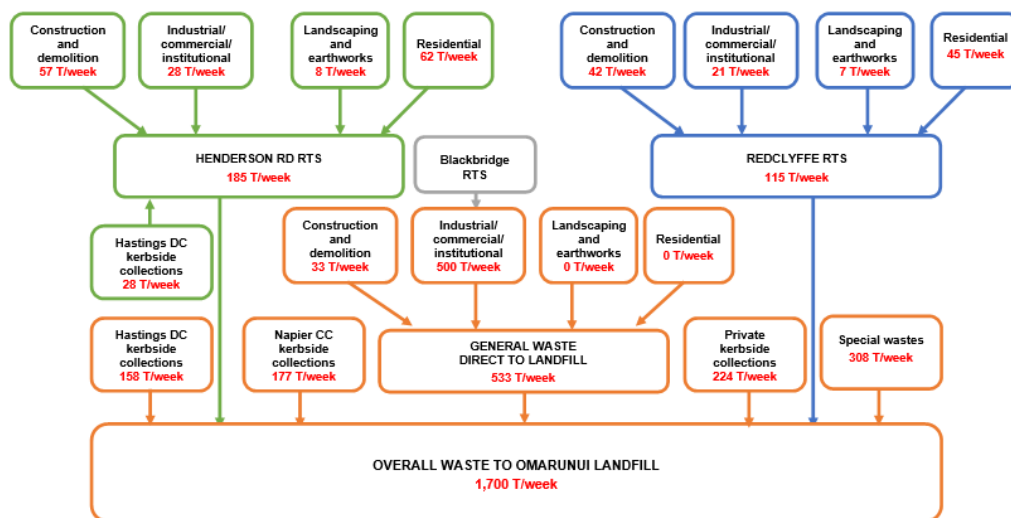 Construction
and
demolition
57 T/week
Industrial/
commercial/
institutional
28 T/week
Landscaping
and
earthworks
8 T/week
Residential
62 T/week
Construction
and
demolition
42 T/week
Industrial/
commercial/
institutional
21 T/week
Landscaping
and
earthworks
7 T/week
Residential
45 T/week
HENDERSON RD RTS
185 T/week
Blackbridge
RTS
REDCLYFFE RTS
115 T/week
Hastings DC
kerbside
collections
28 T/week
Construction
and
demolition
33 T/week
Industrial/
commercial/
institutional
500 T/week
Landscaping
and
earthworks
0 T/week
Residential
0 T/week
Hastings DC
kerbside
collections
158 T/week
Napier CC
kerbside
collections
177 T/week
GENERAL WASTE
DIRECT TO LANDFILL
533 T/week
Private
kerbside
collections
224 T/week
Special wastes
308 T/week
OVERALL WASTE TO OMARUNUI LANDFILL
1,700 T/week